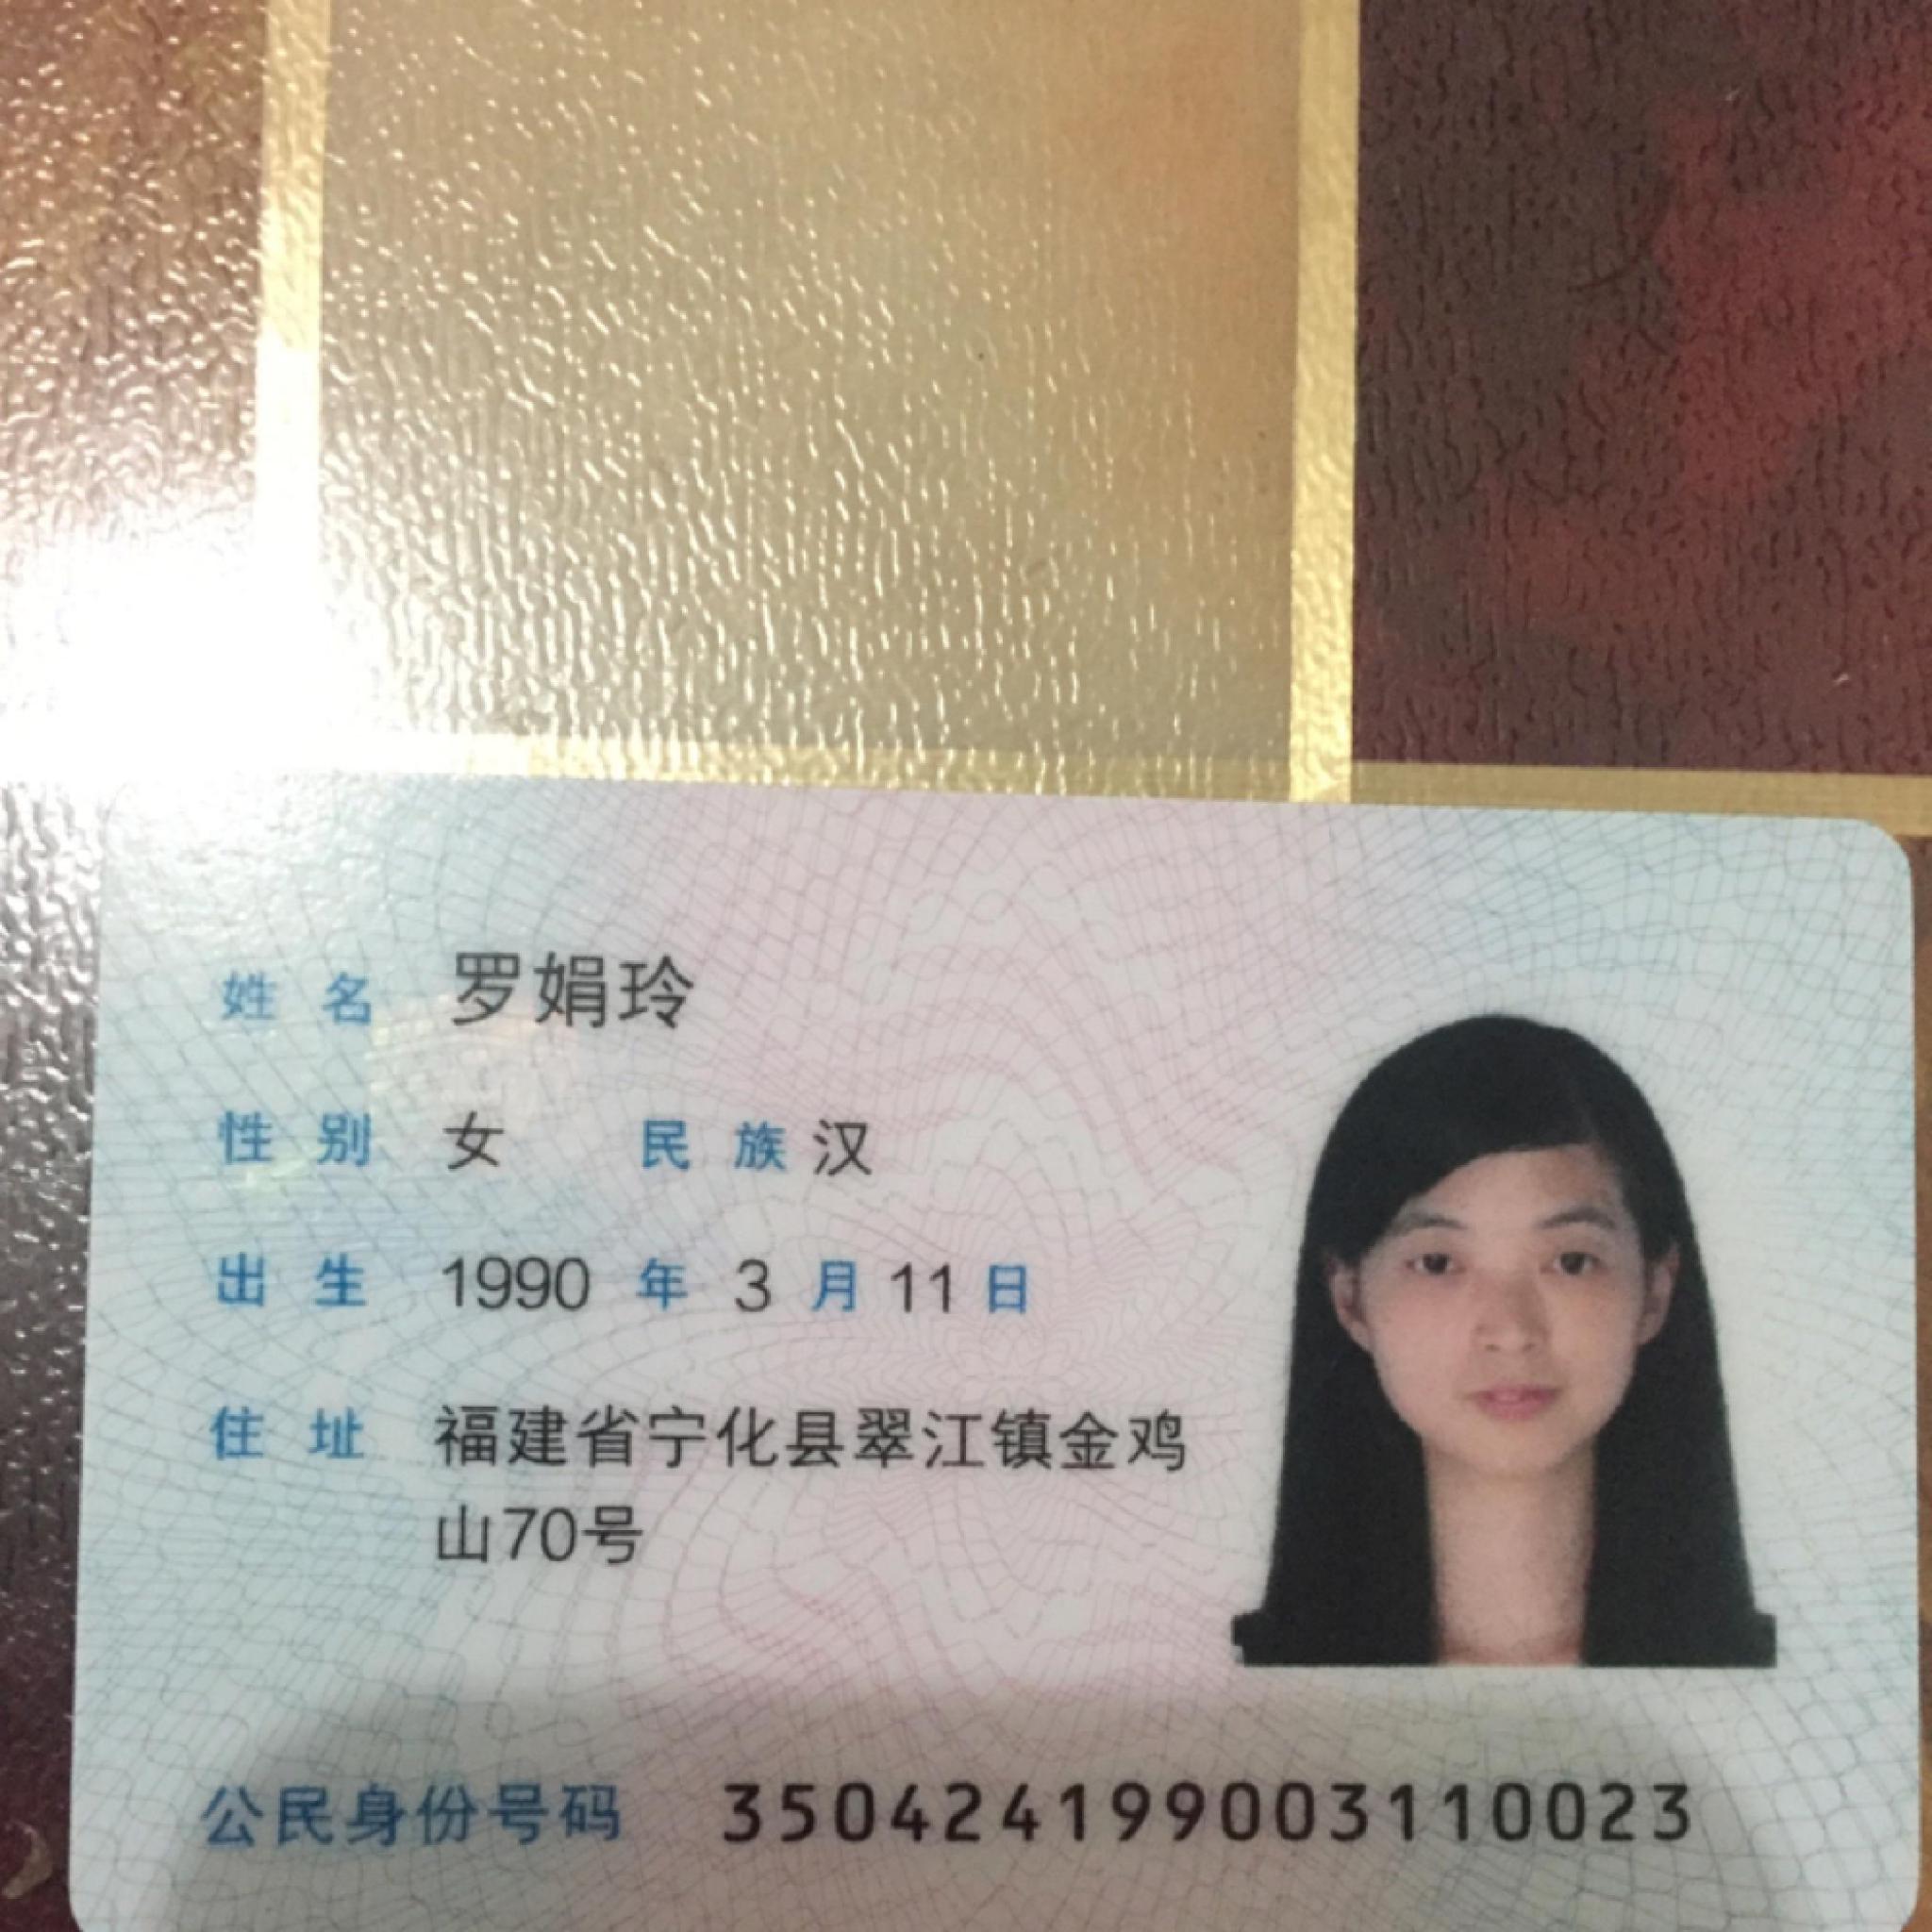 姓名 罗娟玲
性别 女 民族 汉
出生 1990 年 3 月 11 日
住址 福建省宁化县翠江镇金鸡
山70号
公民身份号码 350424199003110023